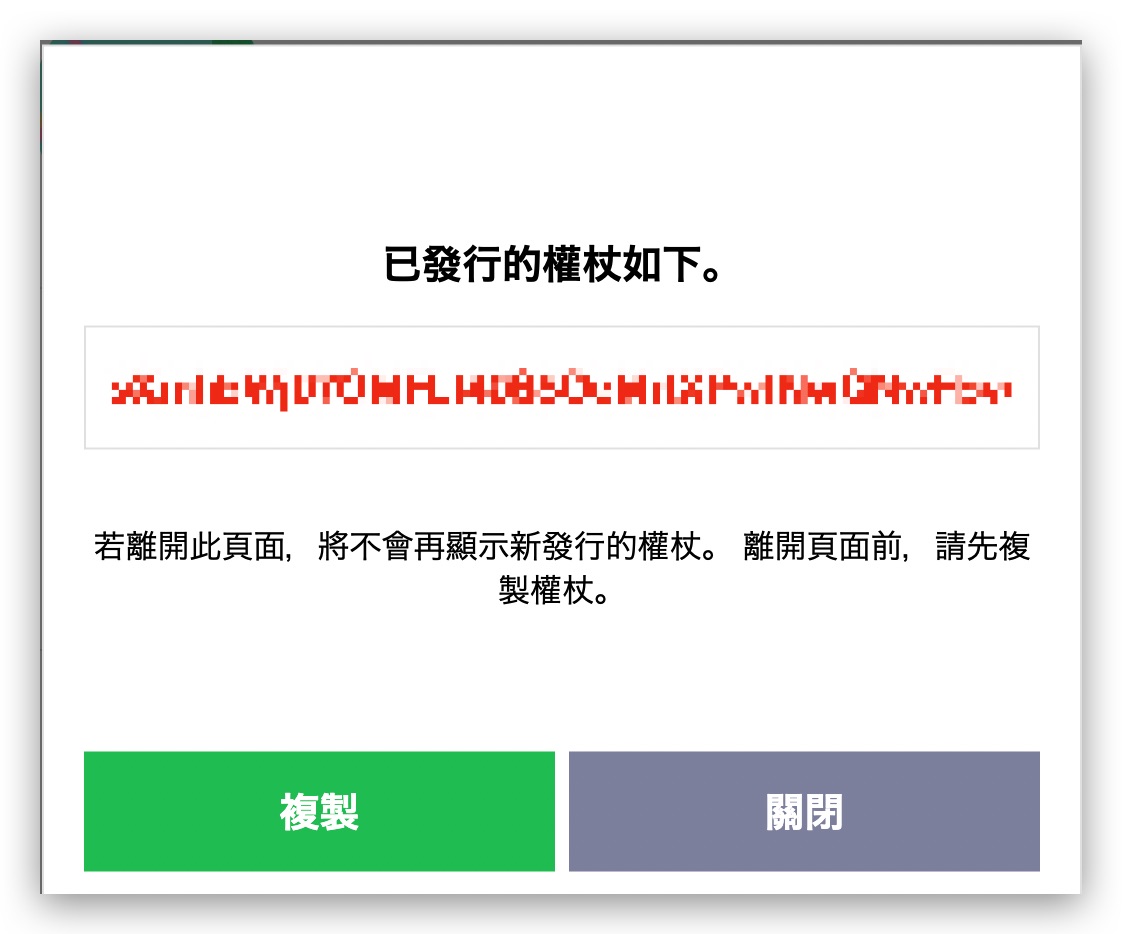 已發行的權杖如下。
若離開此頁面，將不會再顯示新發行的權杖。 離開頁面前，請先複
製權杖。
複製
關閉